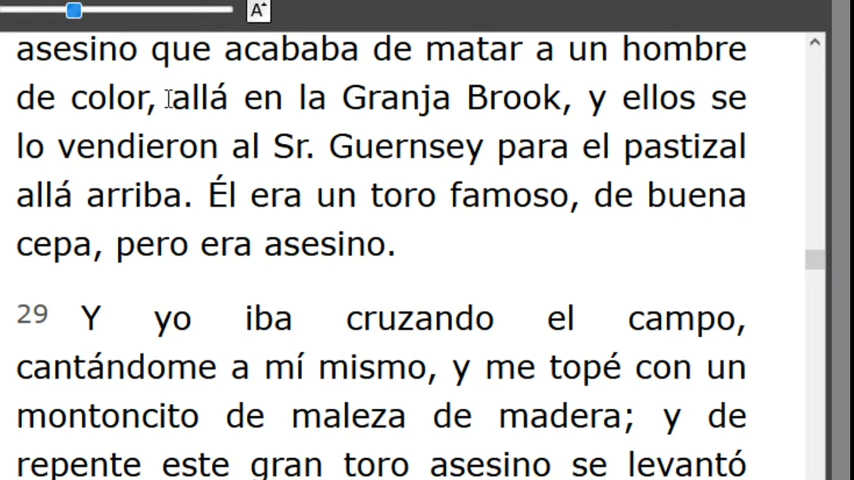 A
asesino que acababa de matar a un hombre
de color, allá en la Granja Brook, y ellos se
lo vendieron al Sr. Guernsey para el pastizal
allá arriba. Él era un toro famoso, de buena
cepa, pero era asesino.
29 Y yo iba cruzando el campo,
cantándome a mí mismo, y me topé con un
montoncito de maleza de madera; y de
repente este gran toro asesino se levantó